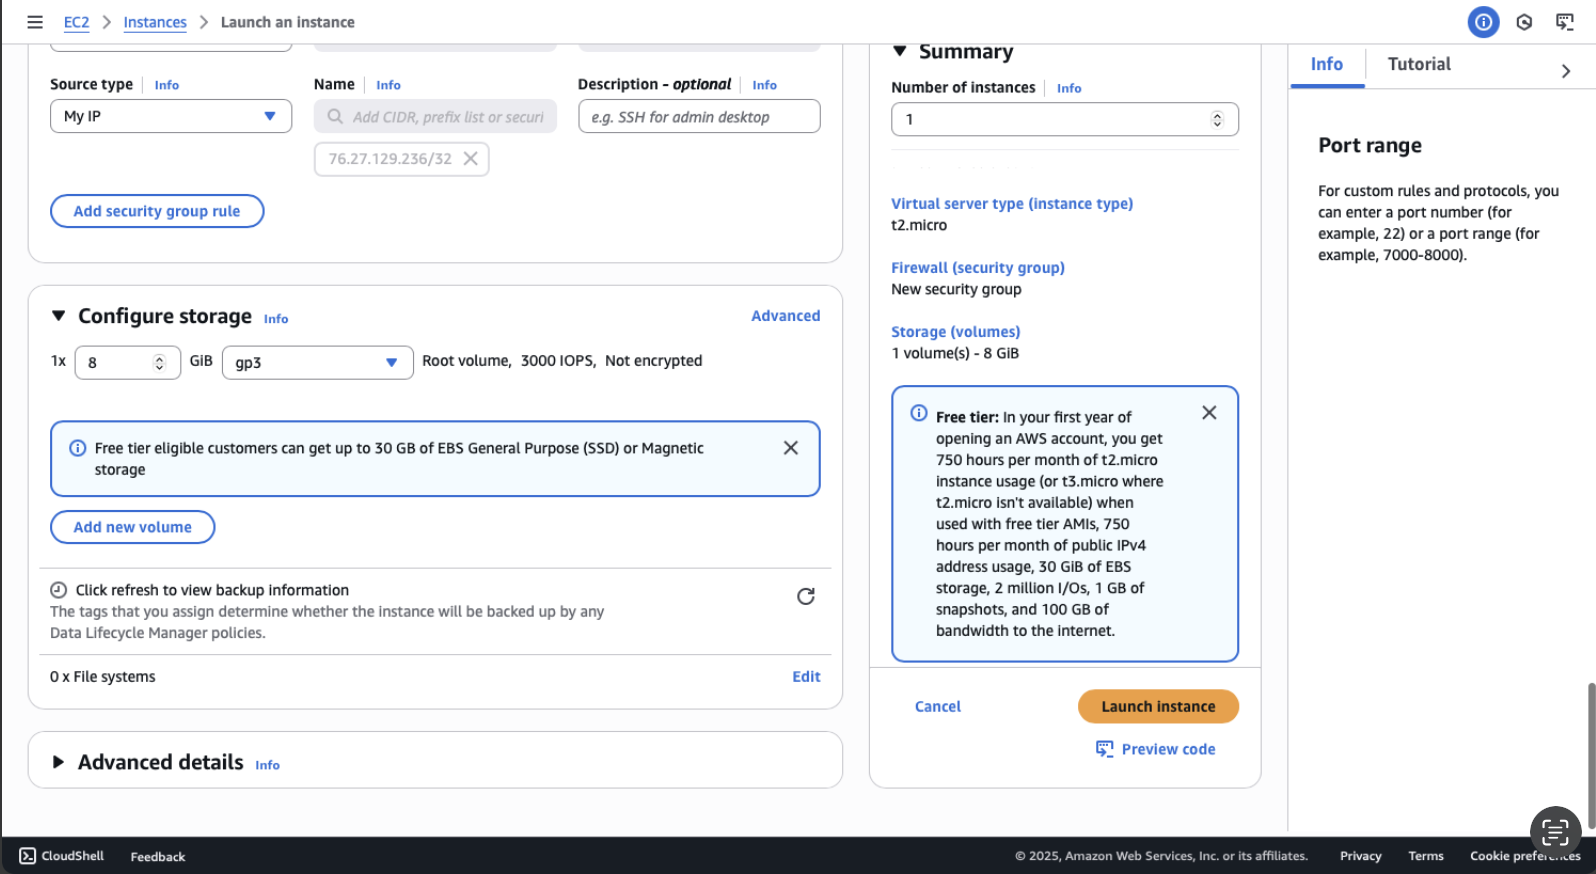 EC2 > Instances > Launch an instance
Source type Info
My IP
Name Info
Add CIDR, prefix list or securi
76.27.129.236/32
Description - optional Info
e.g. SSH for admin desktop
Add security group rule
Configure storage Info
Advanced
1x 8 GiB gp3 Root volume, 3000 IOPS, Not encrypted
Free tier eligible customers can get up to 30 GB of EBS General Purpose (SSD) or Magnetic
storage
Add new volume
Click refresh to view backup information
The tags that you assign determine whether the instance will be backed up by any
Data Lifecycle Manager policies.
0 x File systems
Edit
Advanced details Info
Summary
Number of instances Info
1
Virtual server type (instance type)
t2.micro
Firewall (security group)
New security group
Storage (volumes)
1 volume(s) - 8 GiB
Free tier: In your first year of
opening an AWS account, you get
750 hours per month of t2.micro
instance usage (or t3.micro where
t2.micro isn't available) when
used with free tier AMIs, 750
hours per month of public IPv4
address usage, 30 GiB of EBS
storage, 2 million I/Os, 1 GB of
snapshots, and 100 GB of
bandwidth to the internet.
Cancel
Launch instance
Preview code
Info
Tutorial
Port range
For custom rules and protocols, you
can enter a port number (for
example, 22) or a port range (for
example, 7000-8000).
CloudShell
Feedback
© 2025, Amazon Web Services, Inc. or its affiliates.
Privacy
Terms
Cookie preferences